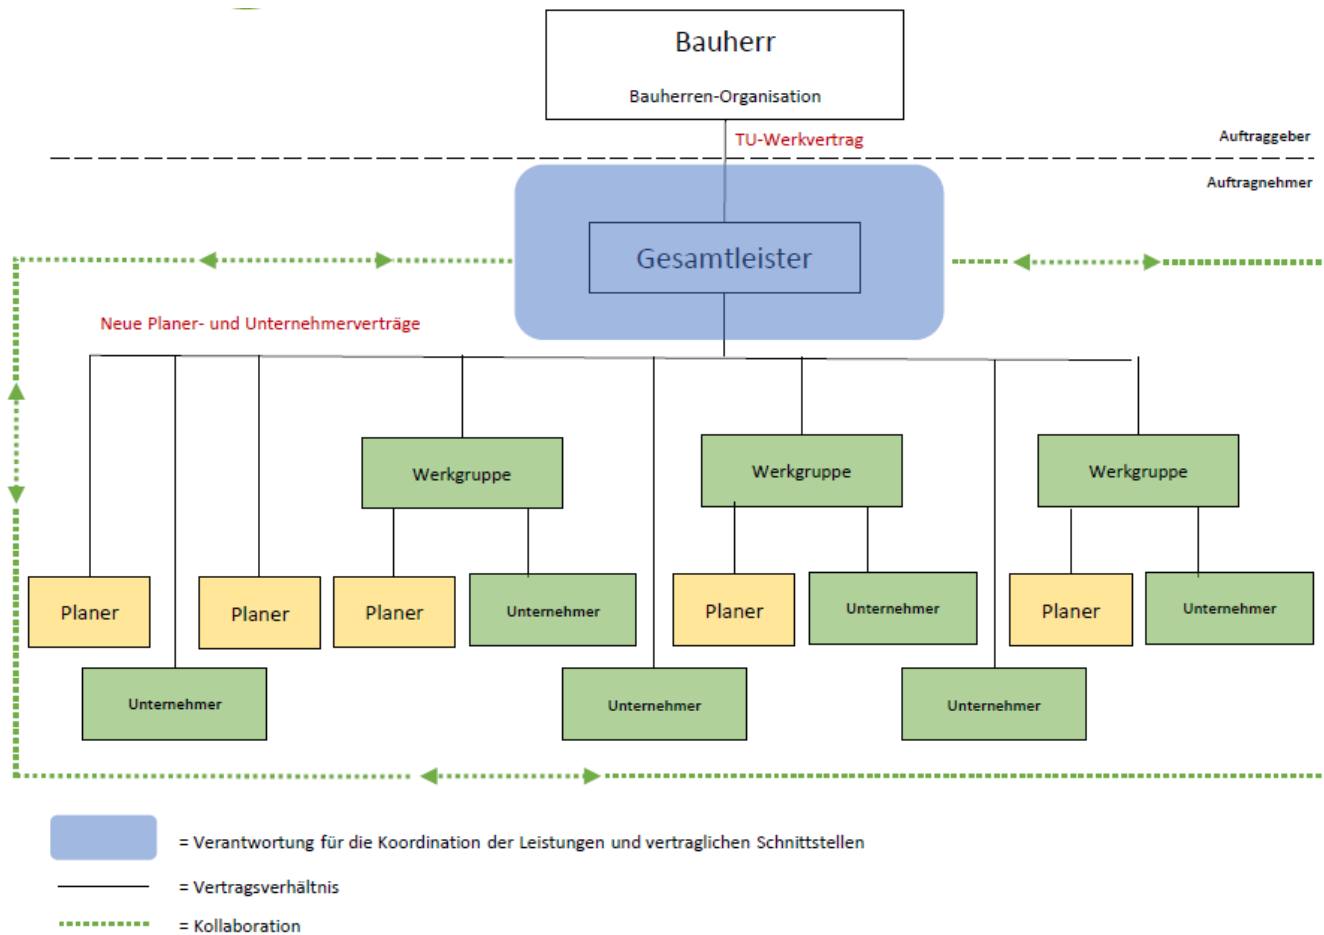 Bauherr
Bauherren-Organisation
TU-Werkvertrag
Auftraggeber
Auftragnehmer
Gesamtleister
Neue Planer- und Unternehmerverträge
Werkgruppe
Werkgruppe
Werkgruppe
Planer
Planer
Planer
Unternehmer
Planer
Unternehmer
Planer
Unternehmer
Unternehmer
Unternehmer
Unternehmer
= Verantwortung für die Koordination der Leistungen und vertraglichen Schnittstellen
= Vertragsverhältnis
= Kollaboration